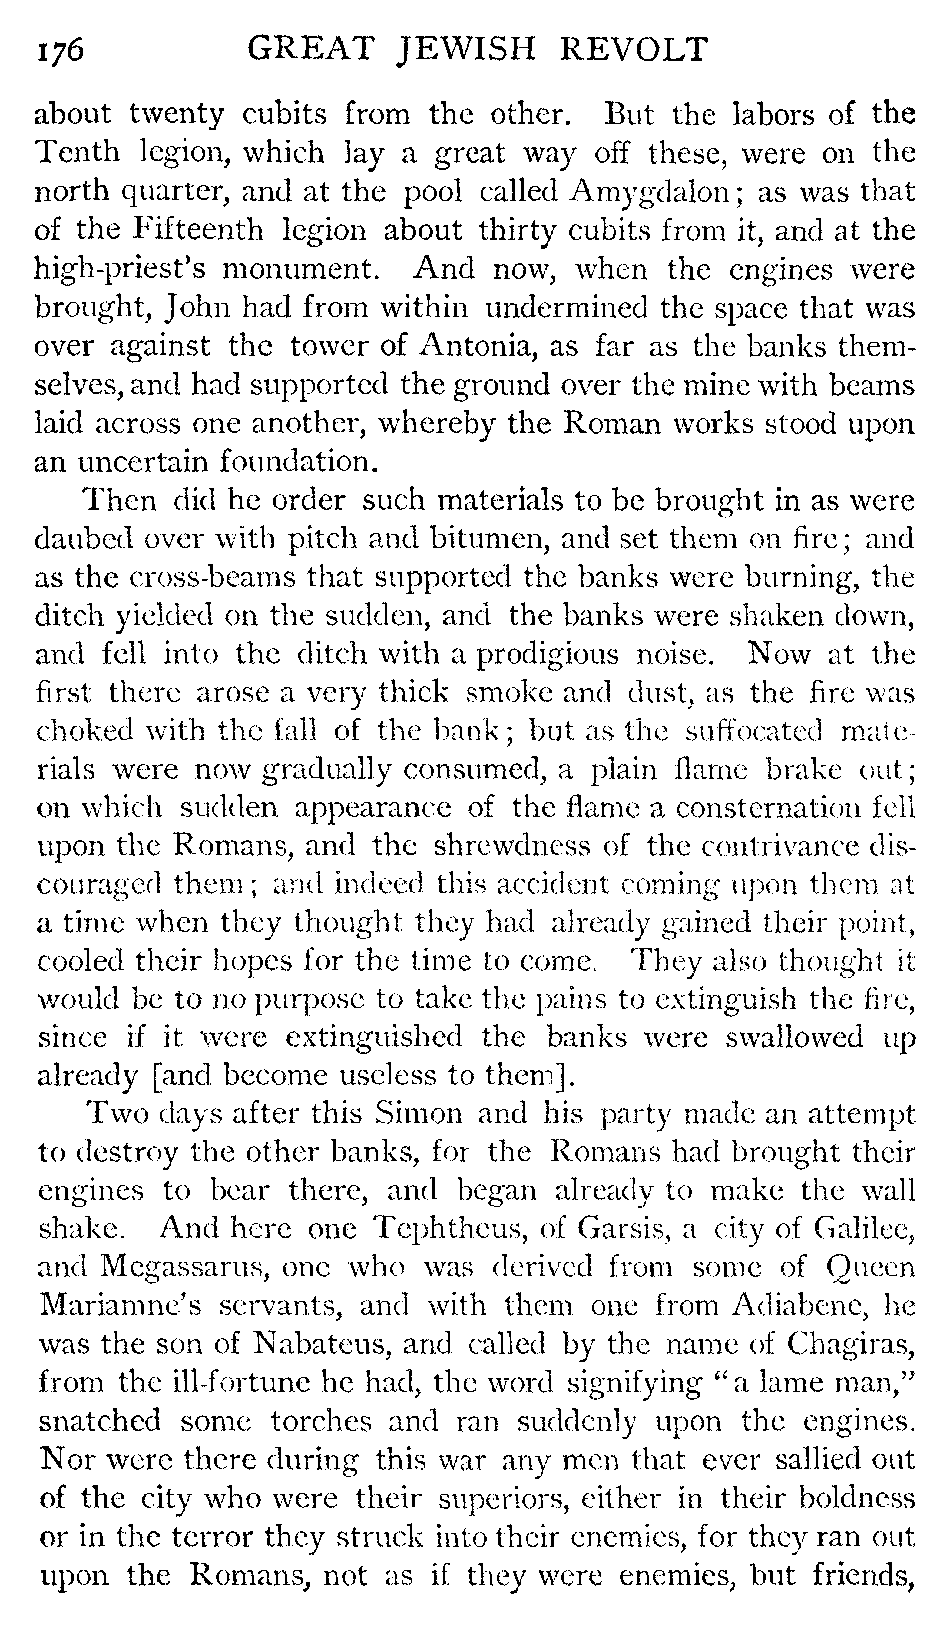 176 GREAT JEWISH REVOLT
about twenty cubits from the other. But the labors of the
Tenth legion, which lay a great way off these, were on the
north quarter, and at the pool called Amygdalon; as was that
of the Fifteenth legion about thirty cubits from it, and at the
high-priest's monument. And now, when the engines were
brought, John had from within undermined the space that was
over against the tower of Antonia, as far as the banks them-
selves, and had supported the ground over the mine with beams
laid across one another, whereby the Roman works stood upon
an uncertain foundation.
Then did he order such materials to be brought in as were
daubed over with pitch and bitumen, and set them on fire; and
as the cross-beams that supported the banks were burning, the
ditch yielded on the sudden, and the banks were shaken down,
and fell into the ditch with a prodigious noise. Now at the
first there arose a very thick smoke and dust, as the fire was
choked with the fall of the bank; but as the suffocated mate-
rials were now gradually consumed, a plain flame brake out;
on which sudden appearance of the flame a consternation fell
upon the Romans, and the shrewdness of the contrivance dis-
couraged them; and indeed this accident coming upon them at
a time when they thought they had already gained their point,
cooled their hopes for the time to come. They also thought it
would be to no purpose to take the pains to extinguish the fire,
since if it were extinguished the banks were swallowed up
already [and become useless to them].
Two days after this Simon and his party made an attempt
to destroy the other banks, for the Romans had brought their
engines to bear there, and began already to make the wall
shake. And here one Tephtheus, of Garsis, a city of Galilee,
and Megassarus, one who was derived from some of Queen
Mariamne's servants, and with them one from Adiabene, he
was the son of Nabateus, and called by the name of Chagiras,
from the ill-fortune he had, the word signifying "a lame man,"
snatched some torches and ran suddenly upon the engines.
Nor were there during this war any men that ever sallied out
of the city who were their superiors, either in their boldness
or in the terror they struck into their enemies, for they ran out
upon the Romans, not as if they were enemies, but friends,